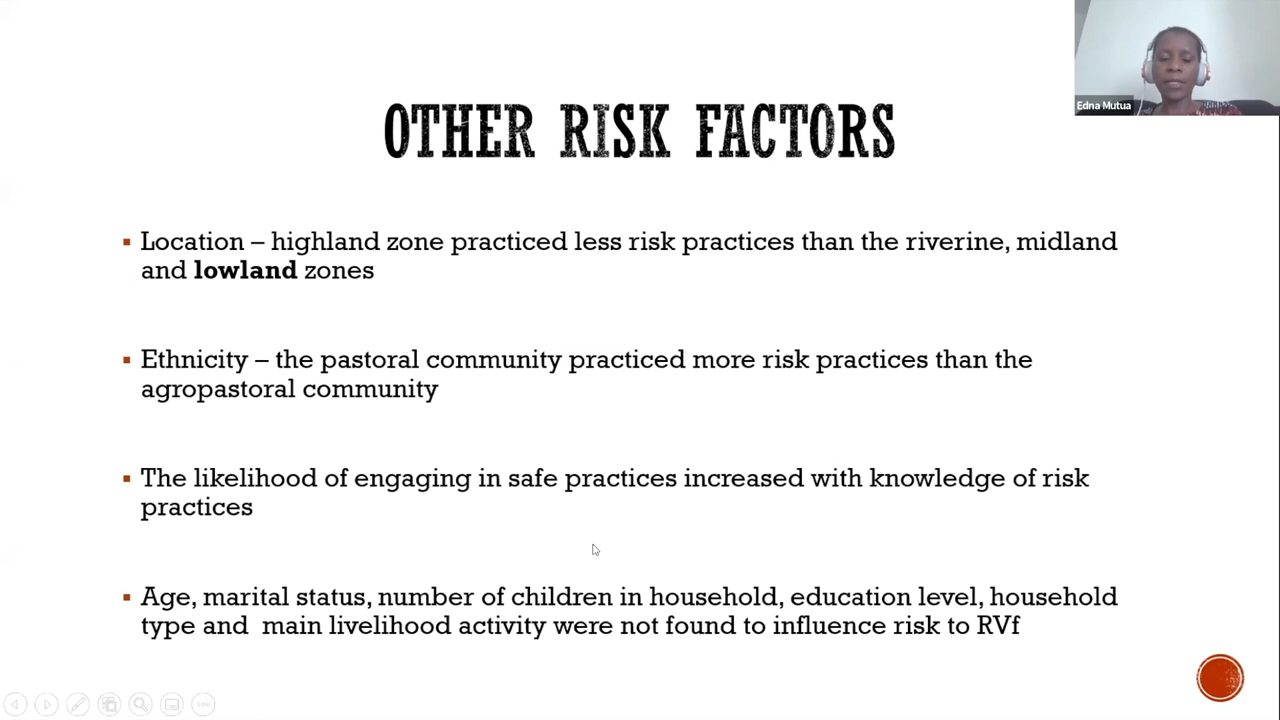 Edna Mutua
OTHER RISK FACTORS
▪ Location – highland zone practiced less risk practices than the riverine, midland
and lowland zones
▪ Ethnicity – the pastoral community practiced more risk practices than the
agropastoral community
▪ The likelihood of engaging in safe practices increased with knowledge of risk
practices
▪ Age, marital status, number of children in household, education level, household
type and  main livelihood activity were not found to influence risk to RVf